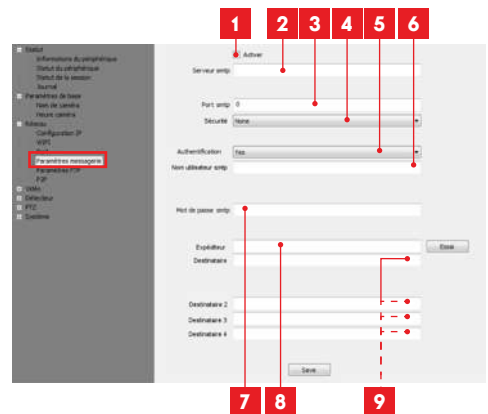 1 2 3 4 5 6
Statut
Informations du périphérique
Statut du périphérique
Statut de la session
Journal
Paramètres de base
Nom de caméra
Heure caméra
Réseau
Configuration IP
WIFI
Paramètres messagerie
Paramètres FTP
P2P
Vidéo
Détecteur
PTZ
Système
Activer
Serveur smtp
Port smtp 0
Sécurité None
Authentification Yes
Nom utilisateur smtp
Mot de passe smtp
Expéditeur Essai
Destinataire
Destinataire 2
Destinataire 3
Destinataire 4
Save
7 8 9